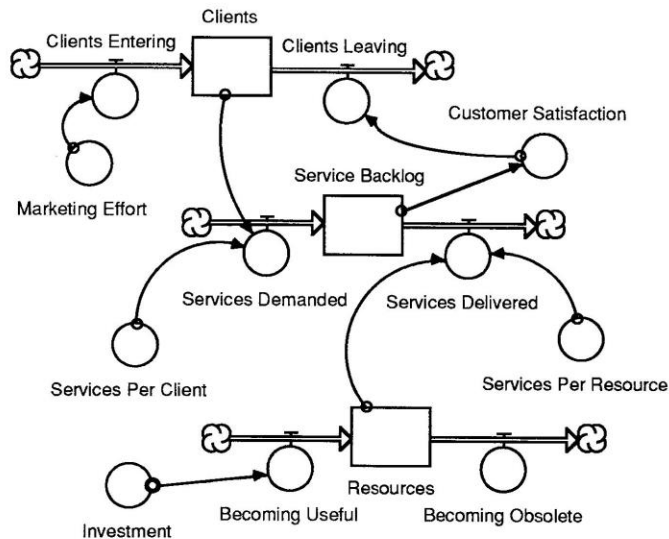 Clients
Clients Entering
Clients Leaving
Customer Satisfaction
Service Backlog
Marketing Effort
Services Demanded
Services Delivered
Services Per Client
Services Per Resource
Resources
Becoming Useful
Becoming Obsolete
Investment